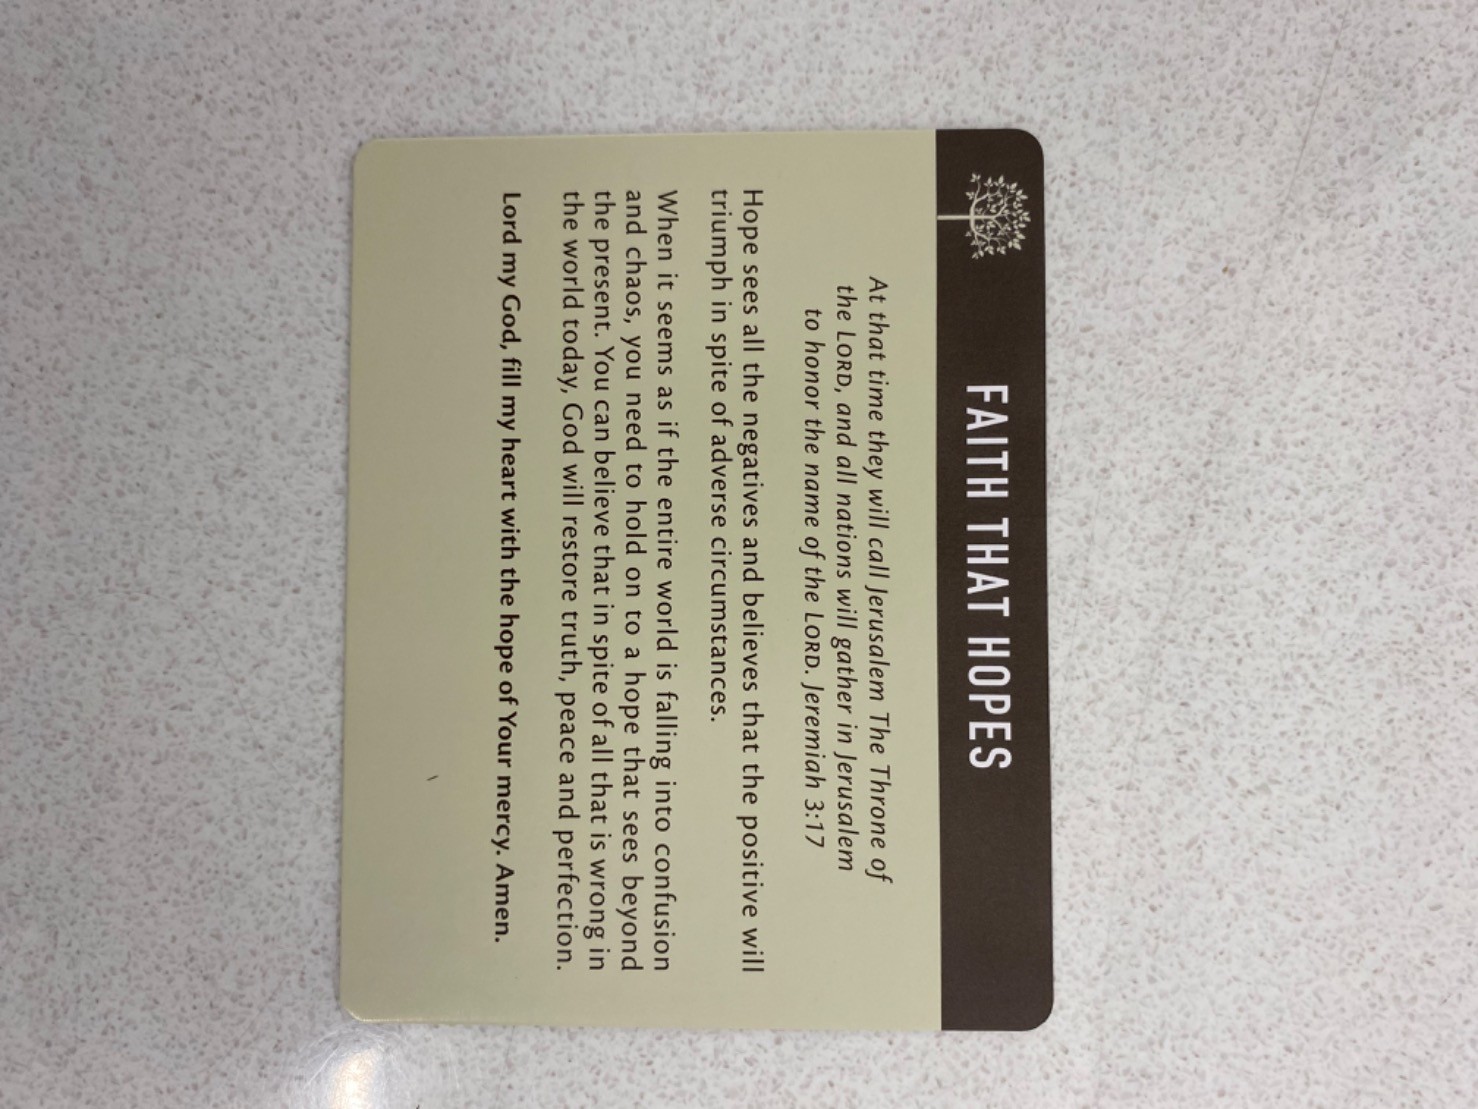 FAITH THAT HOPES
At that time they will call Jerusalem The Throne of
the LORD, and all nations will gather in Jerusalem
to honor the name of the LORD. Jeremiah 3:17
Hope sees all the negatives and believes that the positive will
triumph in spite of adverse circumstances.
When it seems as if the entire world is falling into confusion
and chaos, you need to hold on to a hope that sees beyond
the present. You can believe that in spite of all that is wrong in
the world today, God will restore truth, peace and perfection.
Lord my God, fill my heart with the hope of Your mercy. Amen.